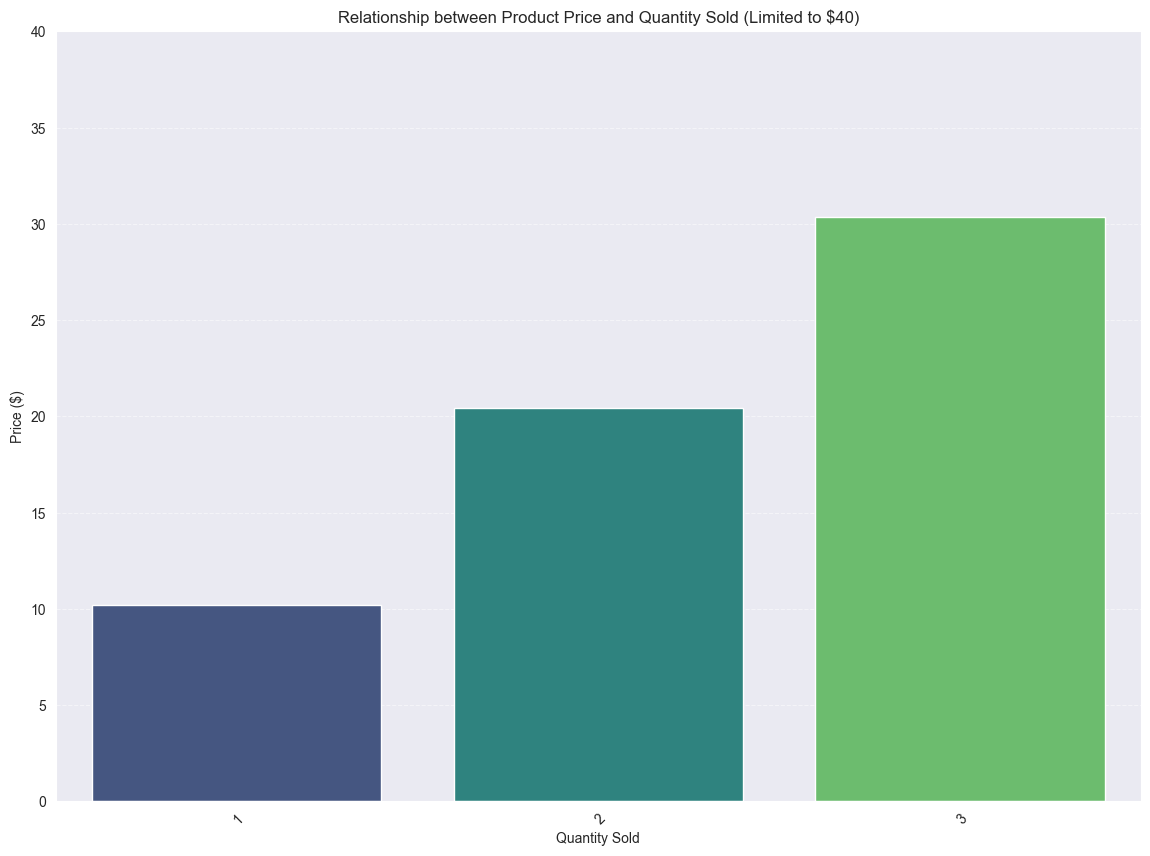 Relationship between Product Price and Quantity Sold (Limited to $40)
40
35
30
25
20
15
10
5
0
Price ($)
1 2 3
Quantity Sold